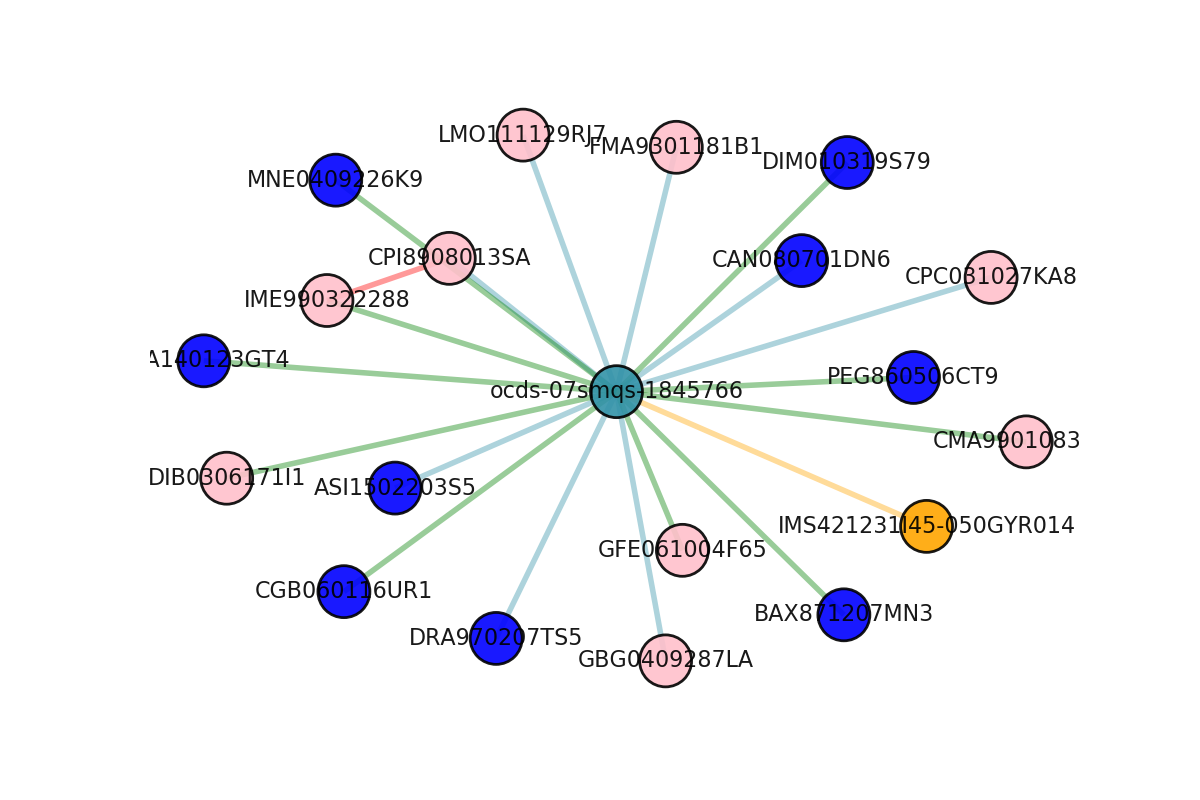 LMO111129RJ7
FMA9301181B1
DIM010319S79
MNE0409226K9
CPI8908013SA
CAN080701DN6
CPC031027KA8
IME990322288
A140123GT4
PEG860506CT9
ocds-07smqs-1845766
CMA9901083
DIB0306171I1
ASI1502203S5
IMS421231I45-050GYR014
GFE061004F65
CGB060116UR1
BAX871207MN3
DRA970207TS5
GBG0409287LA